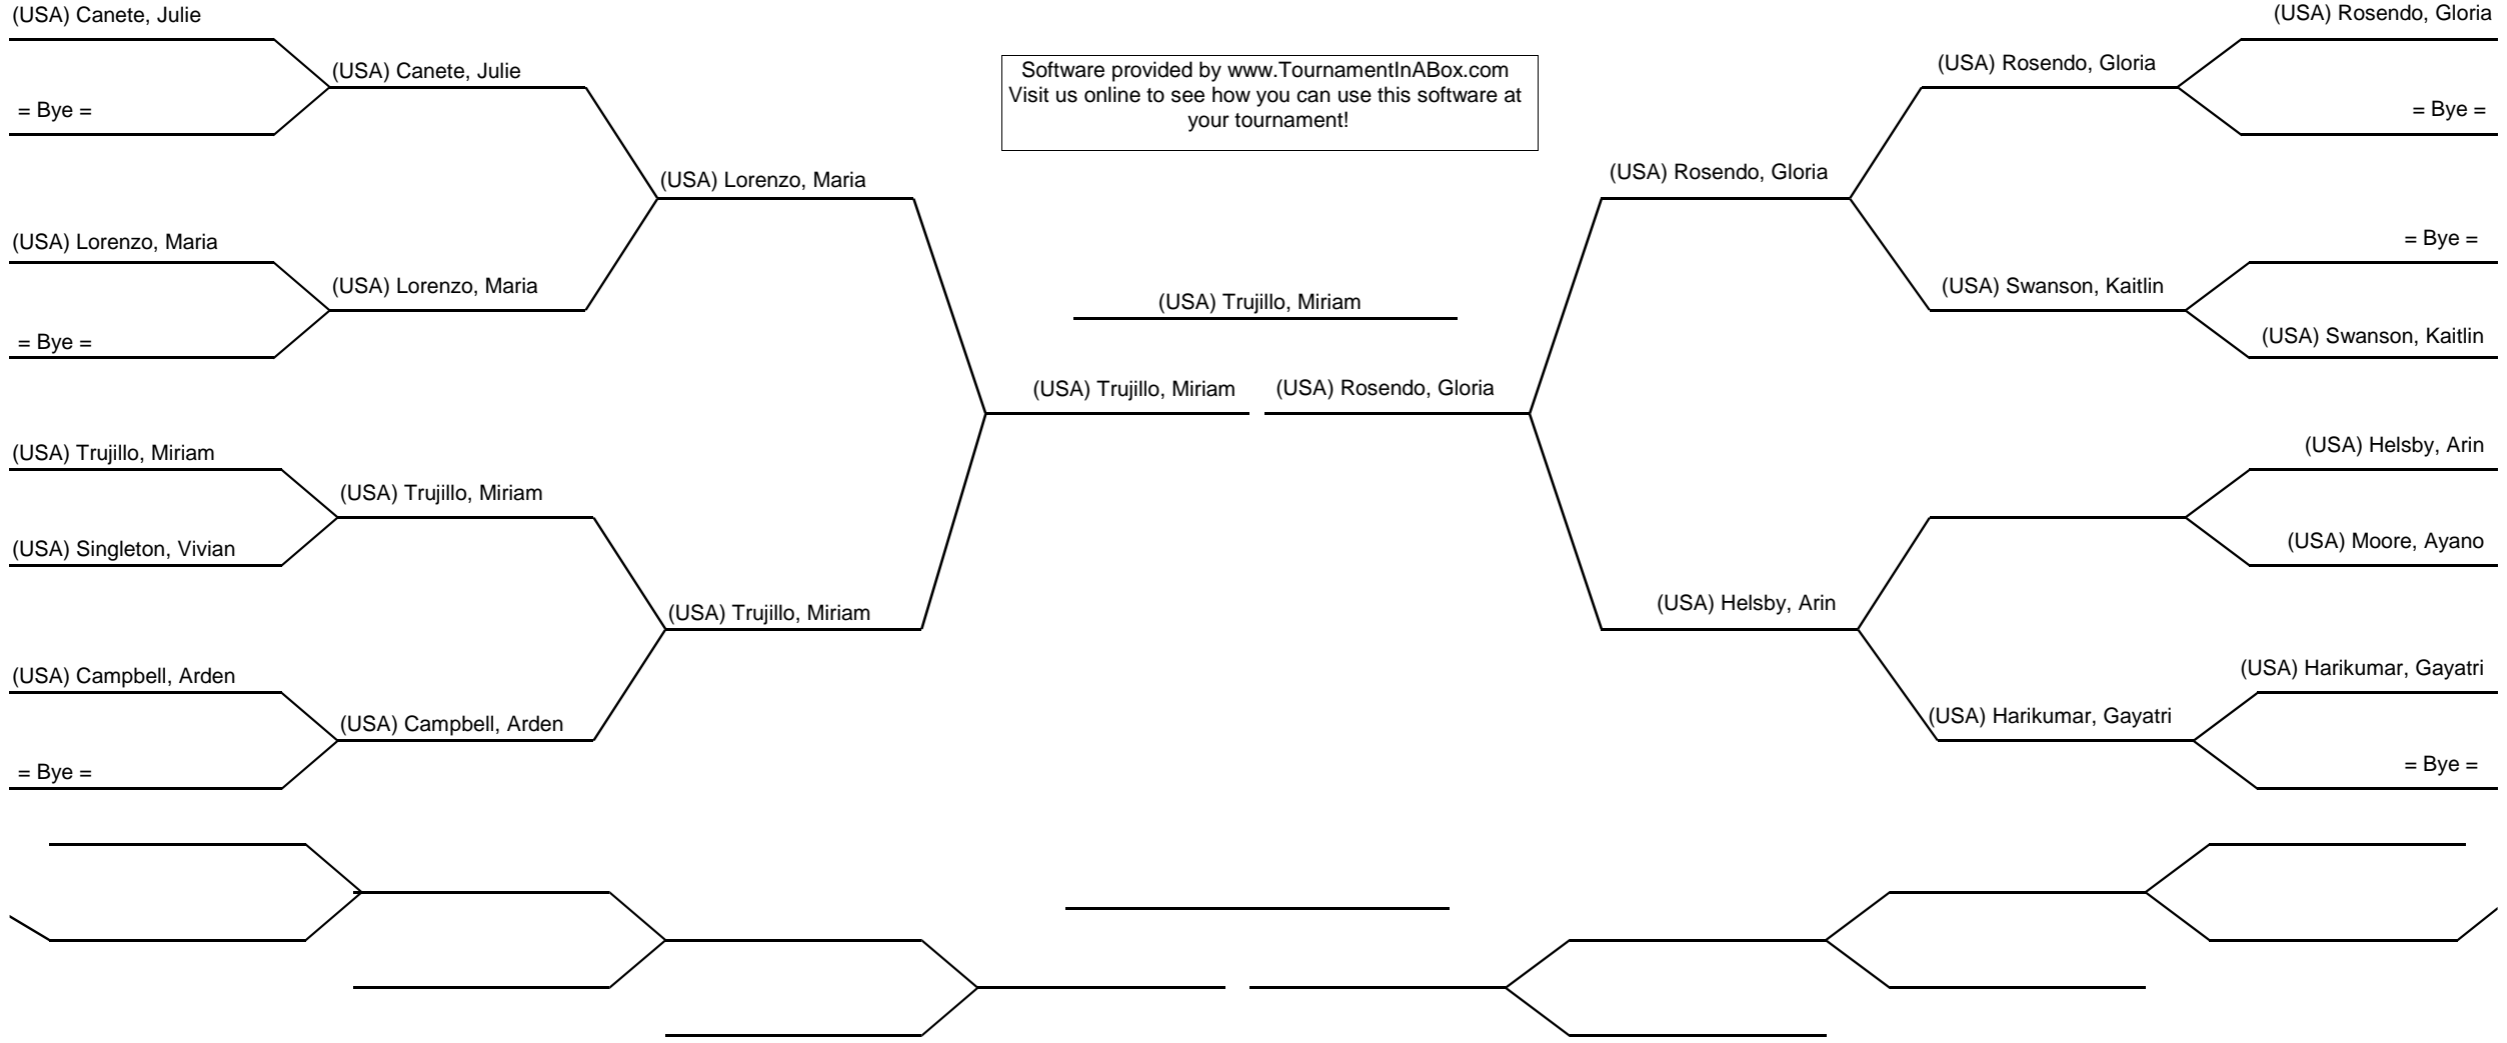 (USA) Canete, Julie
= Bye =
(USA) Lorenzo, Maria
= Bye =
(USA) Trujillo, Miriam
(USA) Singleton, Vivian
(USA) Campbell, Arden
= Bye =
(USA) Canete, Julie
(USA) Lorenzo, Maria
(USA) Trujillo, Miriam
(USA) Campbell, Arden
(USA) Lorenzo, Maria
(USA) Trujillo, Miriam
Software provided by www.TournamentInABox.com
Visit us online to see how you can use this software at
your tournament!
(USA) Trujillo, Miriam
(USA) Trujillo, Miriam
(USA) Rosendo, Gloria
(USA) Rosendo, Gloria
(USA) Helsby, Arin
(USA) Rosendo, Gloria
(USA) Swanson, Kaitlin
(USA) Harikumar, Gayatri
(USA) Rosendo, Gloria
= Bye =
= Bye =
(USA) Swanson, Kaitlin
(USA) Helsby, Arin
(USA) Moore, Ayano
(USA) Harikumar, Gayatri
= Bye =